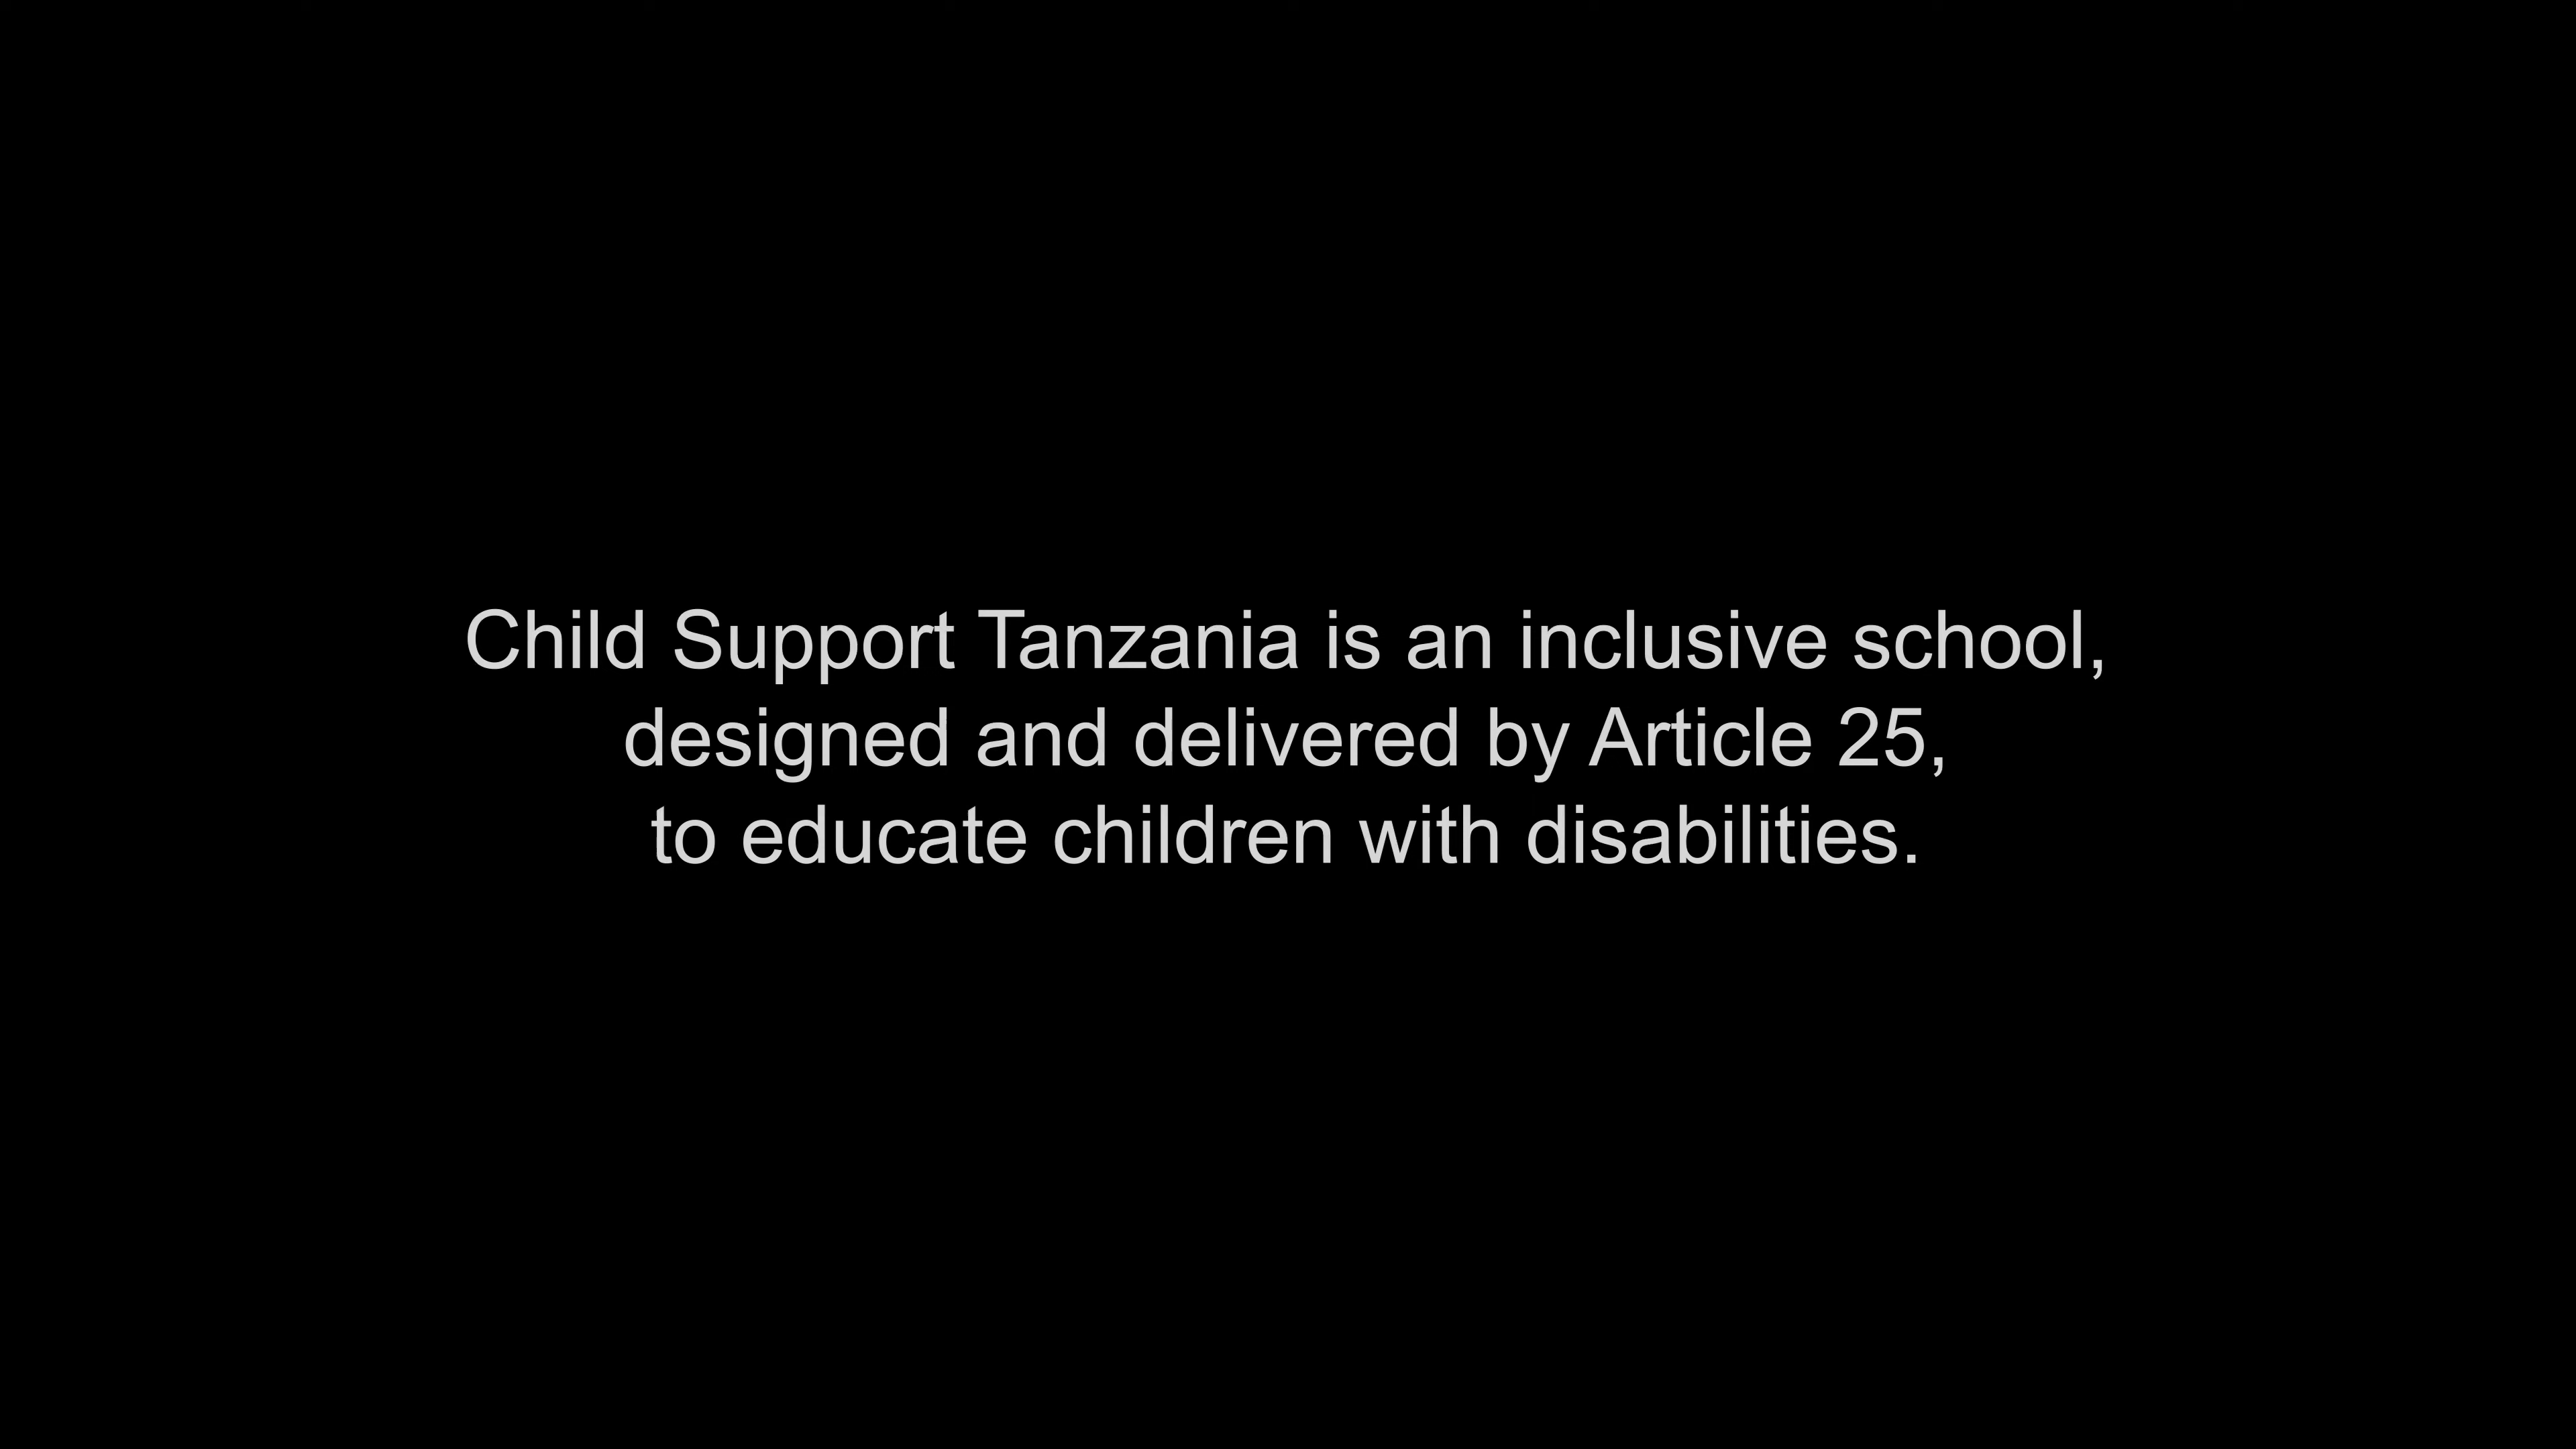 Child Support Tanzania is an inclusive school,
designed and delivered by Article 25,
to educate children with disabilities.